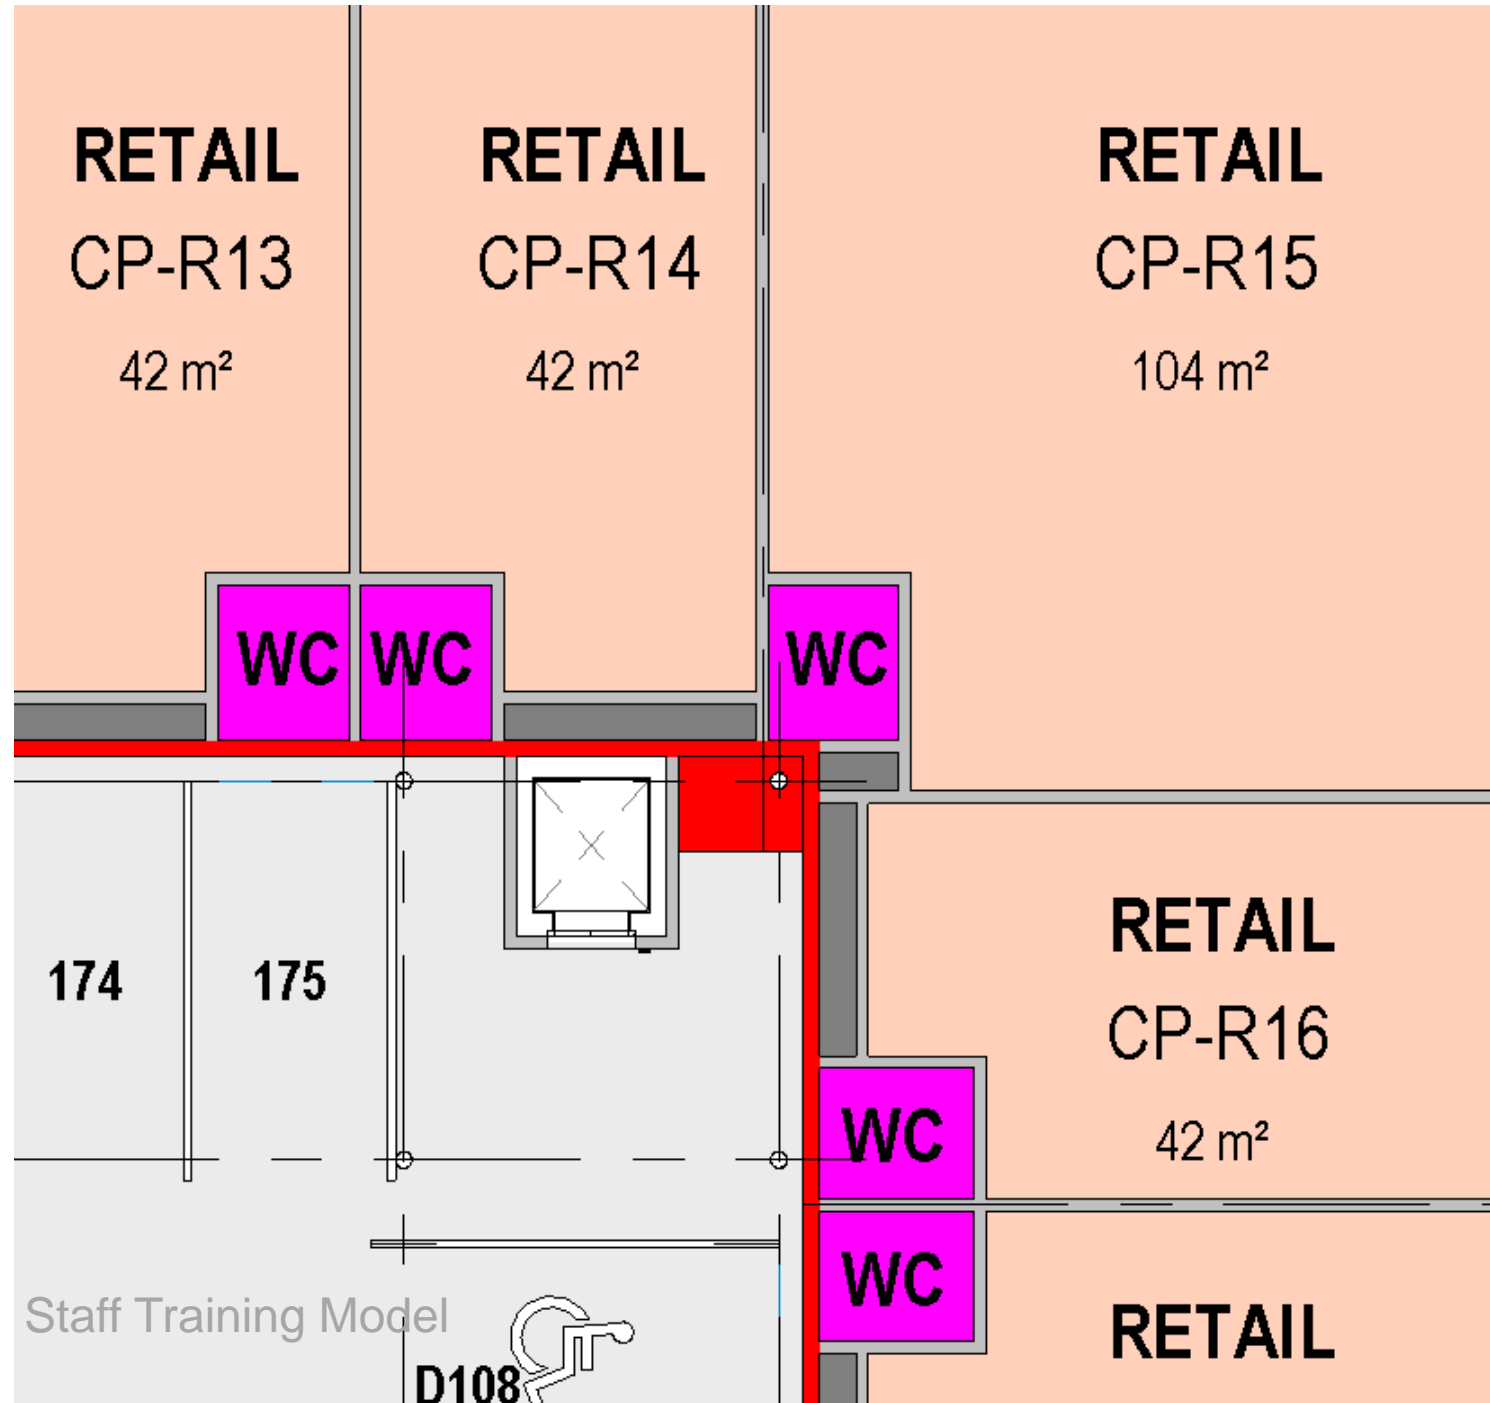 RETAIL
CP-R13
42 m²
RETAIL
CP-R14
42 m²
RETAIL
CP-R15
104 m²
WC
WC
WC
174
175
RETAIL
CP-R16
42 m²
WC
WC
RETAIL
Staff Training Model
D108